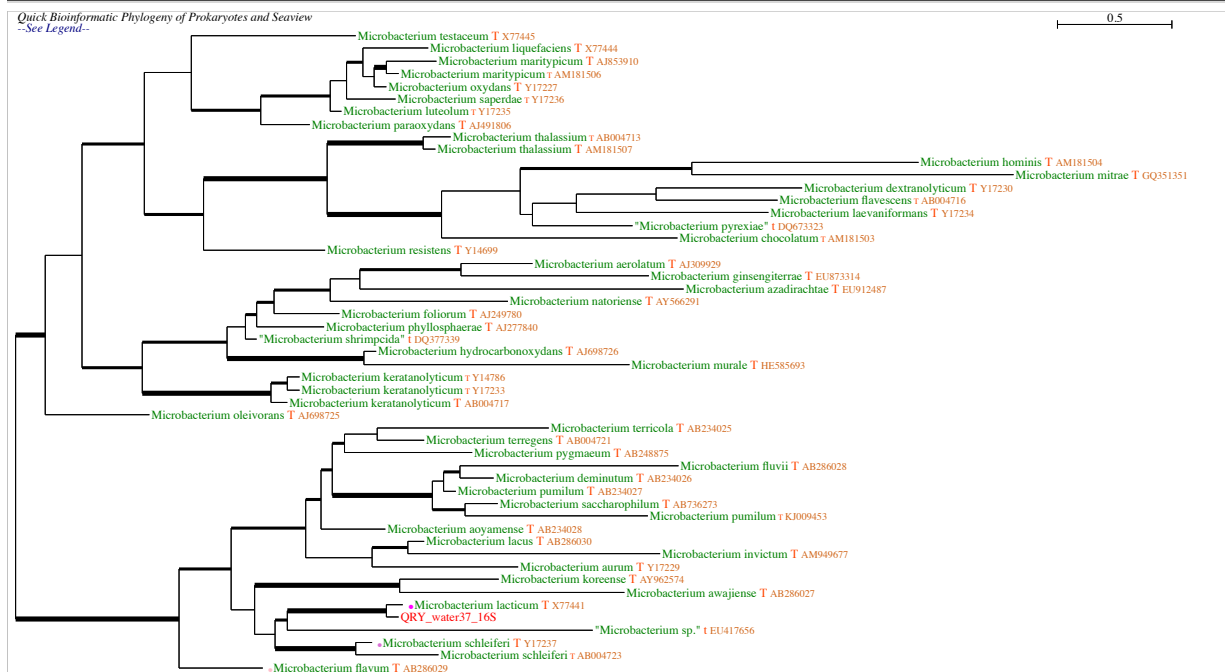 Quick Bioinformatic Phylogeny of Prokaryotes and Seaview
--See Legend--
0.5
Microbacterium testaceum T X77445
Microbacterium liquefaciens T X77444
Microbacterium maritypicum T AJ853910
Microbacterium maritypicum T AM181506
Microbacterium oxydans T Y17227
Microbacterium saperdae T Y17236
Microbacterium luteolum T Y17235
Microbacterium paraoxydans T AJ491806
Microbacterium thalassium T AB004713
Microbacterium thalassium T AM181507
Microbacterium hominis T AM181504
Microbacterium mitrae T GQ351351
Microbacterium dextranolyticum T Y17230
Microbacterium flavescens T AB004716
Microbacterium laevaniformans T Y17234
"Microbacterium pyrexiae" t DQ673323
Microbacterium chocolatum T AM181503
Microbacterium resistens T Y14699
Microbacterium aerolatum T AJ309929
Microbacterium ginsengiterrae T EU873314
Microbacterium azadirachtae T EU912487
Microbacterium natoriense T AY566291
Microbacterium foliorum T AJ249780
Microbacterium phyllosphaerae T AJ277840
"Microbacterium shrimpcida" t DQ377339
Microbacterium hydrocarbonoxydans T AJ698726
Microbacterium murale T HE585693
Microbacterium keratanolyticum T Y14786
Microbacterium keratanolyticum T Y17233
Microbacterium keratanolyticum T AB004717
Microbacterium oleivorans T AJ698725
Microbacterium terricola T AB234025
Microbacterium terregens T AB004721
Microbacterium pygmaeum T AB248875
Microbacterium fluvii T AB286028
Microbacterium deminutum T AB234026
Microbacterium pumilum T AB234027
Microbacterium saccharophilum T AB736273
Microbacterium pumilum T KJ009453
Microbacterium aoyamense T AB234028
Microbacterium lacus T AB286030
Microbacterium invictum T AM949677
Microbacterium aurum T Y17229
Microbacterium koreense T AY962574
Microbacterium awajiense T AB286027
Microbacterium lacticum T X77441
QRY_water37_16S
"Microbacterium sp." t EU417656
Microbacterium schleiferi T Y17237
Microbacterium schleiferi T AB004723
Microbacterium flavum T AB286029